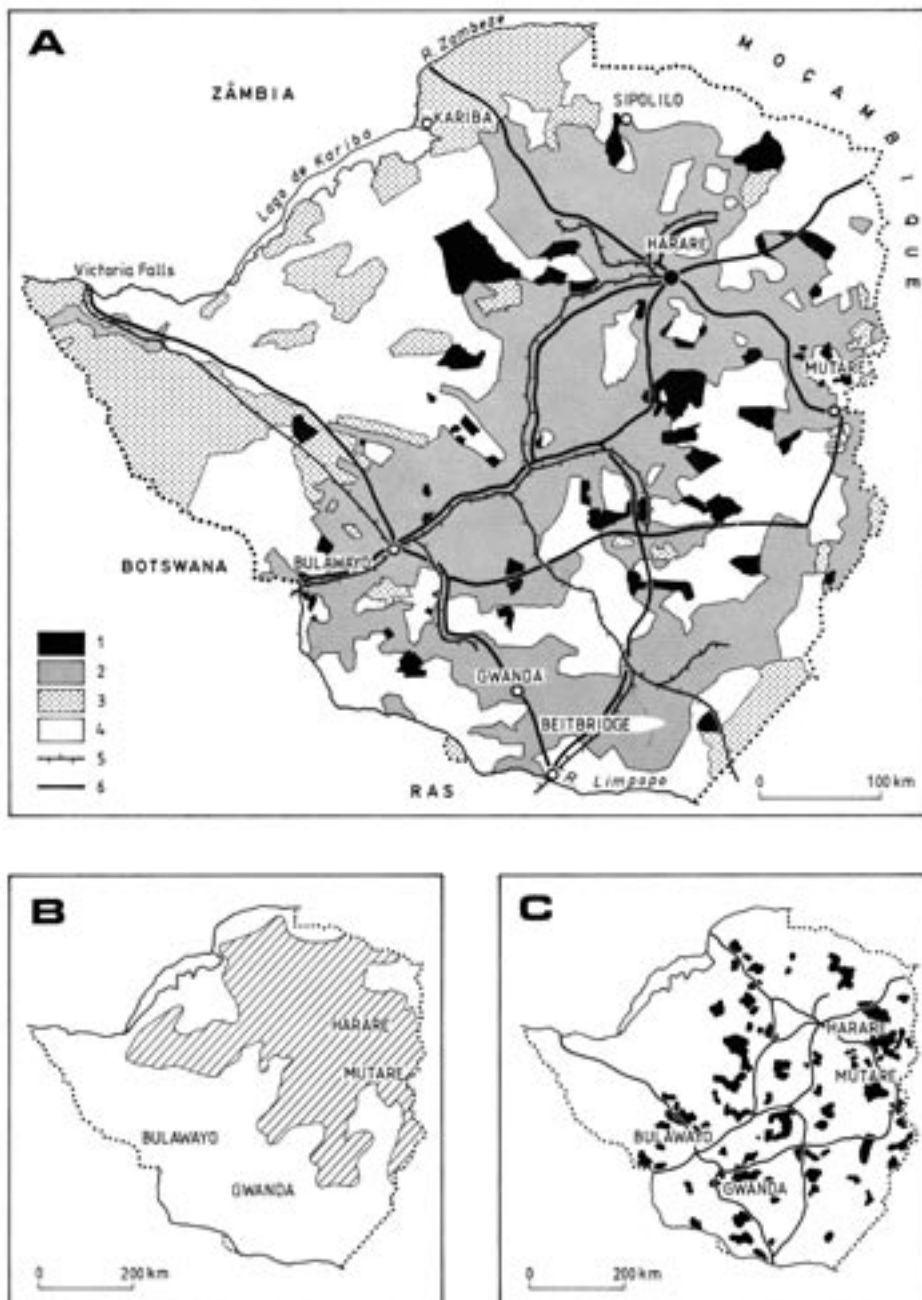 A
MOÇAMBIQUE
R. Zambeze
ZÂMBIA
SIPOLILO
KARIBA
Lago de Kariba
HARARE
Victoria Falls
MUTARE
BOTSWANA
BULAWAYO
1
2
3
4
5
6
GWANDA
BEITBRIDGE
R. Limpopo
RAS
0 100 km
B
HARARE
MUTARE
BULAWAYO
GWANDA
0 200 km
C
HARARE
MUTARE
BULAWAYO
GWANDA
0 200 km